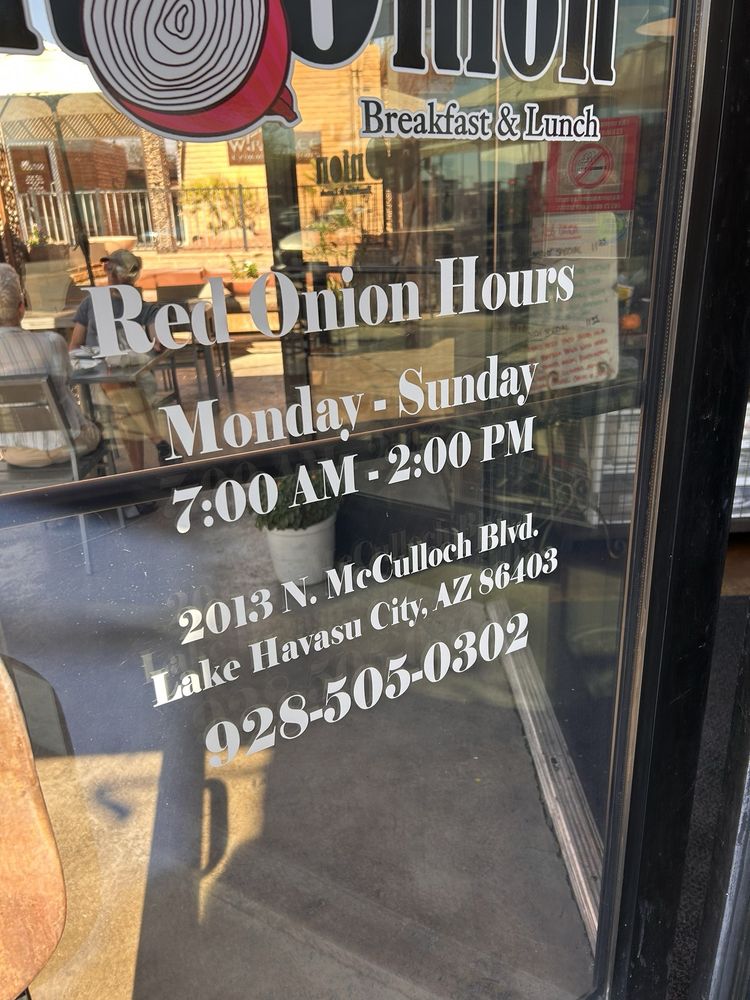 Onion
Breakfast & Lunch
Red Onion Hours
Monday - Sunday
7:00 AM - 2:00 PM
2013 N. McCulloch Blvd.
Lake Havasu City, AZ 86403
928-505-0302